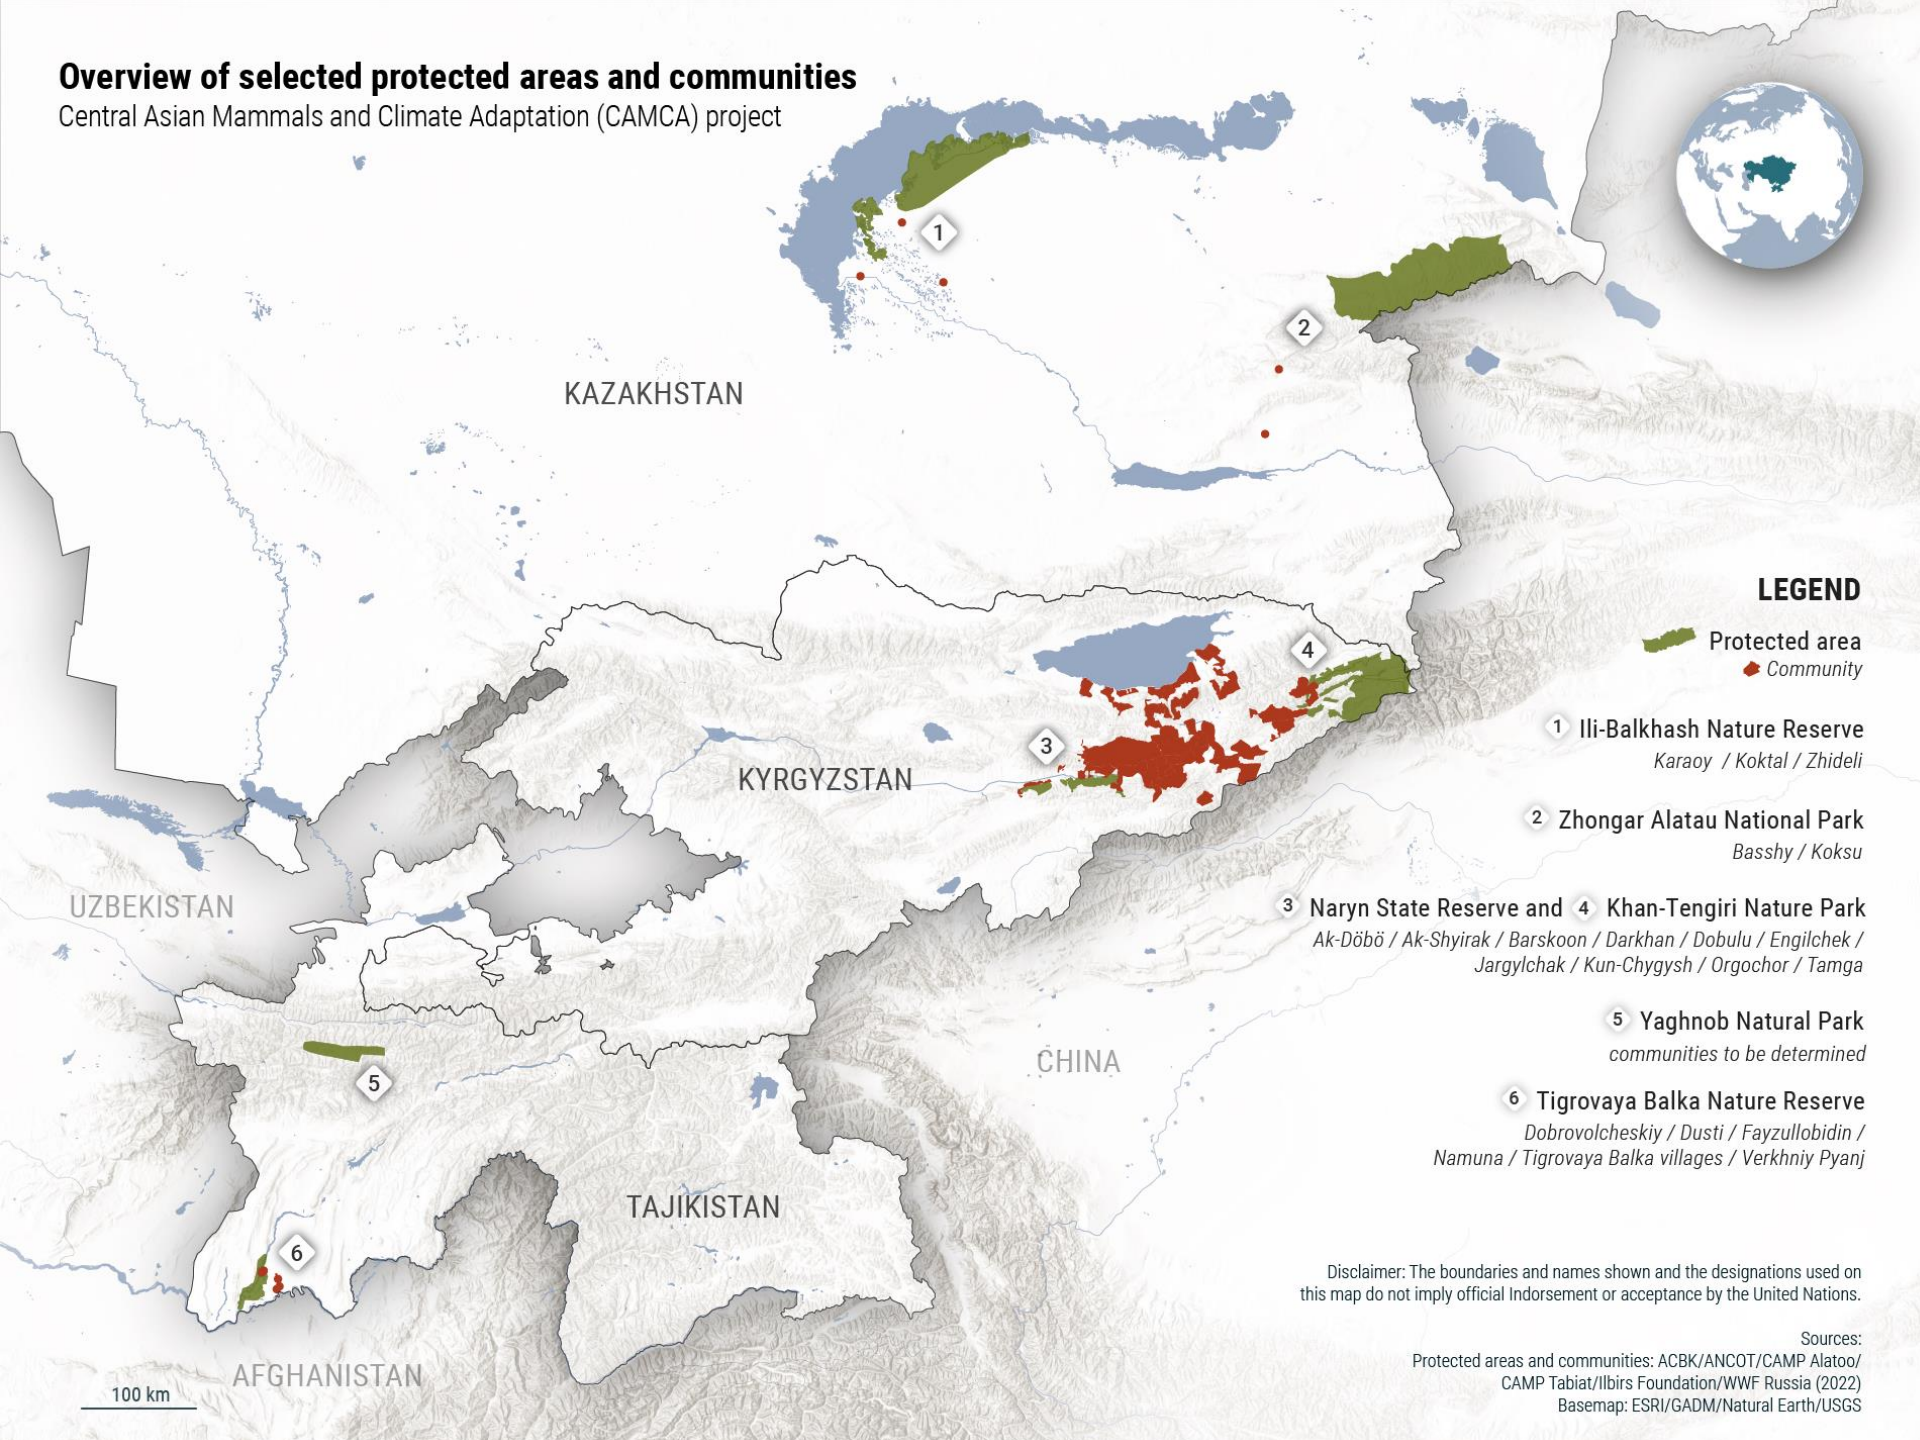 Overview of selected protected areas and communities
Central Asian Mammals and Climate Adaptation (CAMCA) project
1
2
KAZAKHSTAN
LEGEND
Protected area
Community
4
3
KYRGYZSTAN
1 Ili-Balkhash Nature Reserve
Karaoy / Koktal / Zhideli
2 Zhongar Alatau National Park
Basshy / Koksu
UZBEKISTAN
3 Naryn State Reserve and 4 Khan-Tengiri Nature Park
Ak-Döbö / Ak-Shyirak / Barskoon / Darkhan / Dobulu / Engilchek /
Jargylchak / Kun-Chygysh / Orgochor / Tamga
5 Yaghnob Natural Park
communities to be determined
CHINA
5
6 Tigrovaya Balka Nature Reserve
Dobrovolcheskiy / Dusti / Fayzullobidin /
Namuna / Tigrovaya Balka villages / Verkhniy Pyanj
TAJIKISTAN
6
Disclaimer: The boundaries and names shown and the designations used on
this map do not imply official Indorsement or acceptance by the United Nations.
AFGHANISTAN
100 km
Sources:
Protected areas and communities: ACBK/ANCOT/CAMP Alatoo/
CAMP Tabiat/Ilbirs Foundation/WWF Russia (2022)
Basemap: ESRI/GADM/Natural Earth/USGS